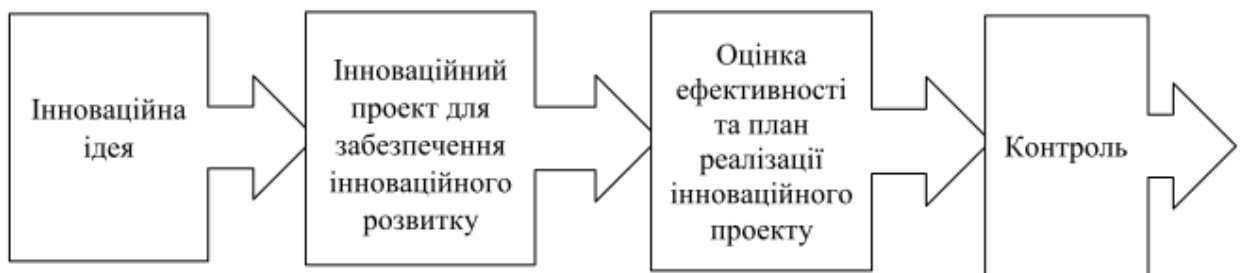 Інноваційна
ідея
Інноваційний
проект для
забезпечення
інноваційного
розвитку
Оцінка
ефективності
та план
реалізації
інноваційного
проекту
Контроль